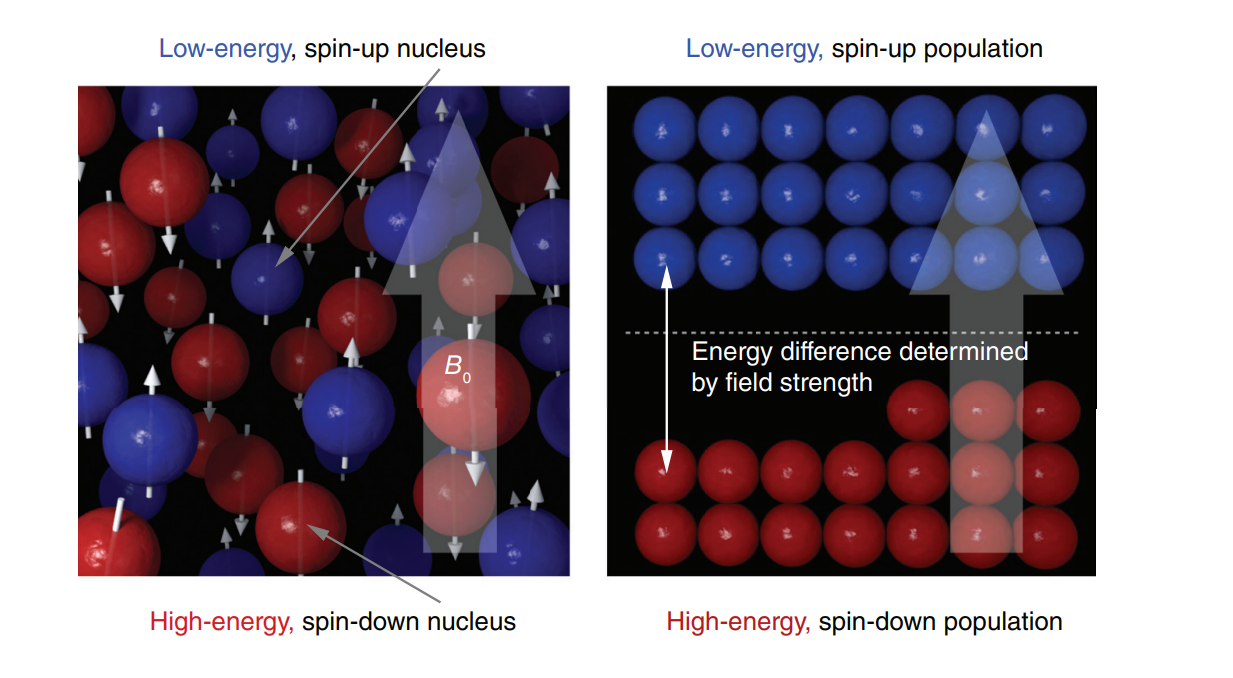 Low-energy, spin-up nucleus
Low-energy, spin-up population
B0
Energy difference determined
by field strength
High-energy, spin-down nucleus
High-energy, spin-down population